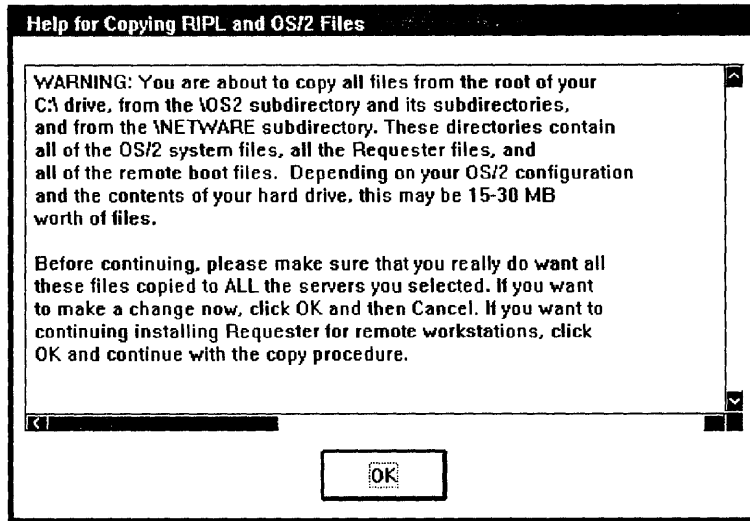 Help for Copying RIPL and OS/2 Files
WARNING: You are about to copy all files from the root of your
C:\ drive, from the \OS2 subdirectory and its subdirectories,
and from the \NETWARE subdirectory. These directories contain
all of the OS/2 system files, all the Requester files, and
all of the remote boot files.  Depending on your OS/2 configuration
and the contents of your hard drive, this may be 15-30 MB
worth of files.
Before continuing, please make sure that you really do want all
these files copied to ALL the servers you selected. If you want
to make a change now, click OK and then Cancel. If you want to
continuing installing Requester for remote workstations, click
OK and continue with the copy procedure.
OK